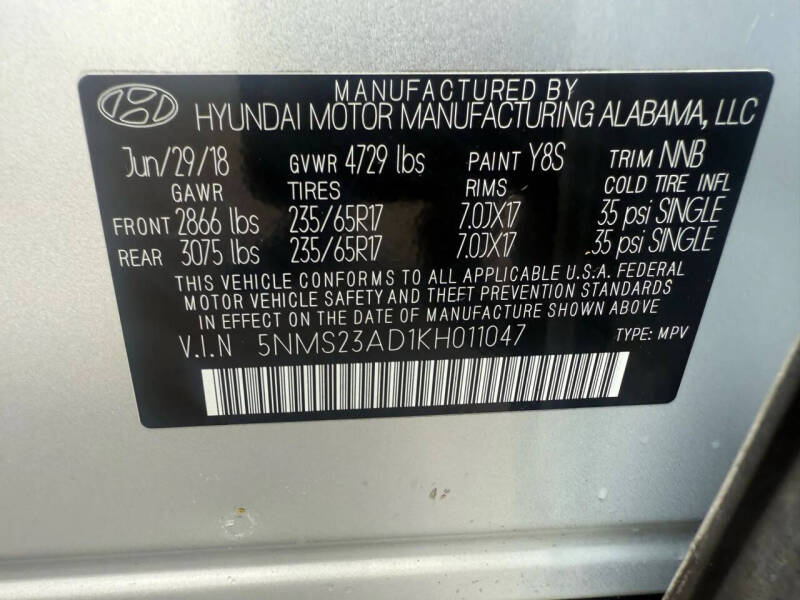 MANUFACTURED BY
HYUNDAI MOTOR MANUFACTURING ALABAMA, LLC
Jun/29/18 GVWR 4729 lbs PAINT Y8S TRIM NNB
GAWR TIRES RIMS COLD TIRE INFL
FRONT 2866 lbs 235/65R17 7.0JX17 35 psi SINGLE
REAR 3075 lbs 235/65R17 7.0JX17 35 psi SINGLE
THIS VEHICLE CONFORMS TO ALL APPLICABLE U.S.A. FEDERAL
MOTOR VEHICLE SAFETY AND THEFT PREVENTION STANDARDS
IN EFFECT ON THE DATE OF MANUFACTURE SHOWN ABOVE
V.I.N 5NMS23AD1KH011047 TYPE: MPV